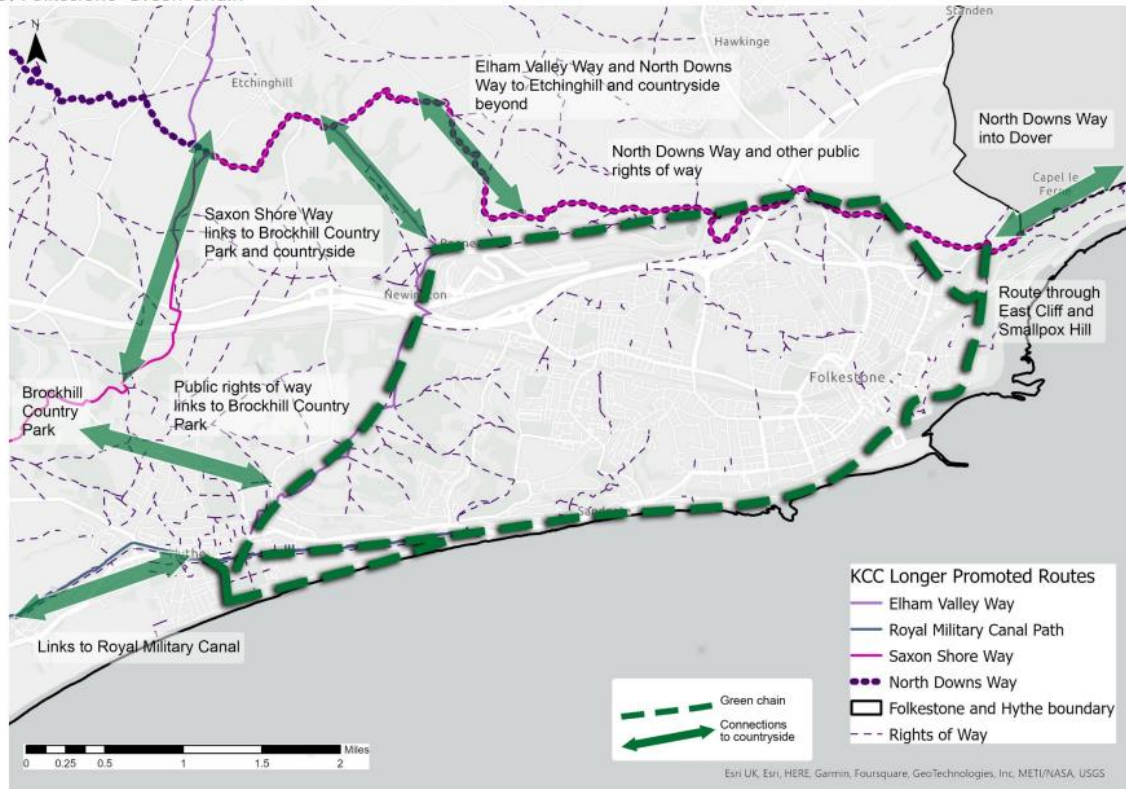 N
Standen
Hawkinge
Etchinghill
Elham Valley Way and North Downs
Way to Etchinghill and countryside
beyond
North Downs Way
into Dover
North Downs Way and other public
rights of way
Capel le
Ferne
Saxon Shore Way
links to Brockhill Country
Park and countryside
Newington
Route through
East Cliff and
Smallpox Hill
Brockhill
Country
Park
Public rights of way
links to Brockhill Country
Park
Folkestone
Links to Royal Military Canal
KCC Longer Promoted Routes
Elham Valley Way
Royal Military Canal Path
Saxon Shore Way
North Downs Way
Folkestone and Hythe boundary
Rights of Way
Green chain
Connections
to countryside
0 0.25 0.5 1 1.5 2 Miles
Esri UK, Esri, HERE, Garmin, Foursquare, GeoTechnologies, Inc, METI/NASA, USGS